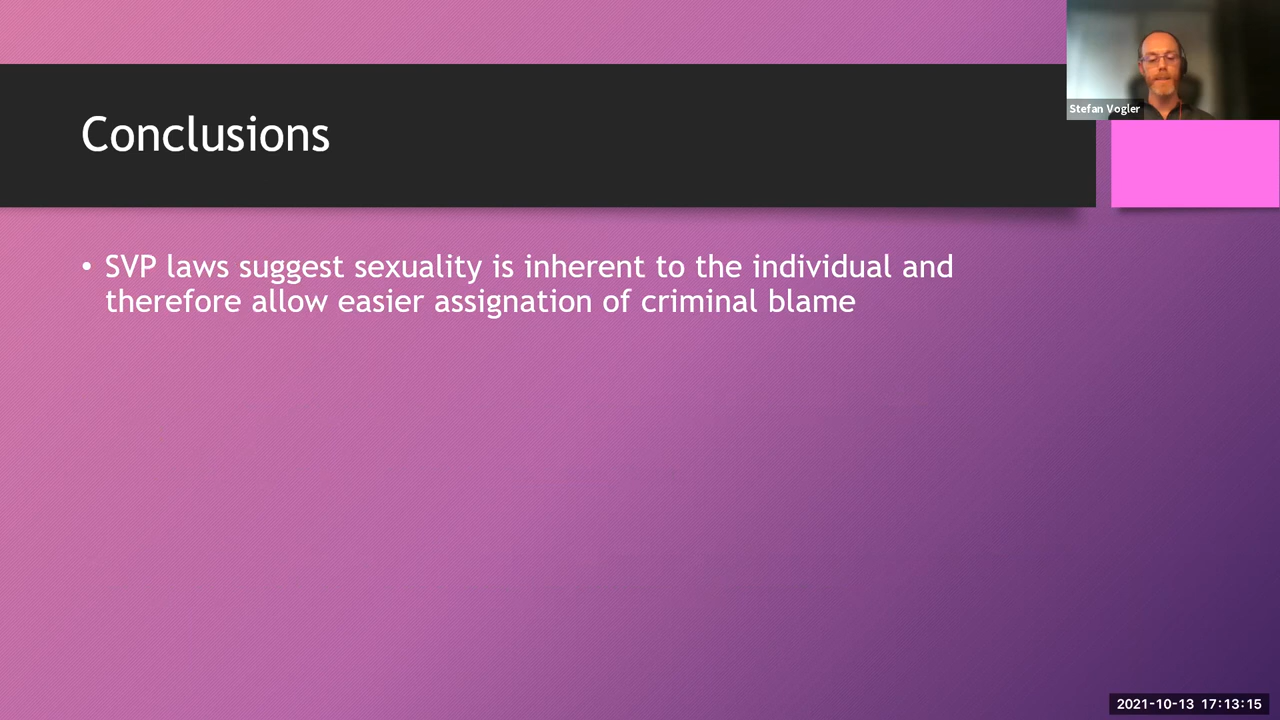 Stefan Vogler
Conclusions
• SVP laws suggest sexuality is inherent to the individual and
therefore allow easier assignation of criminal blame
2021-10-13 17:13:15